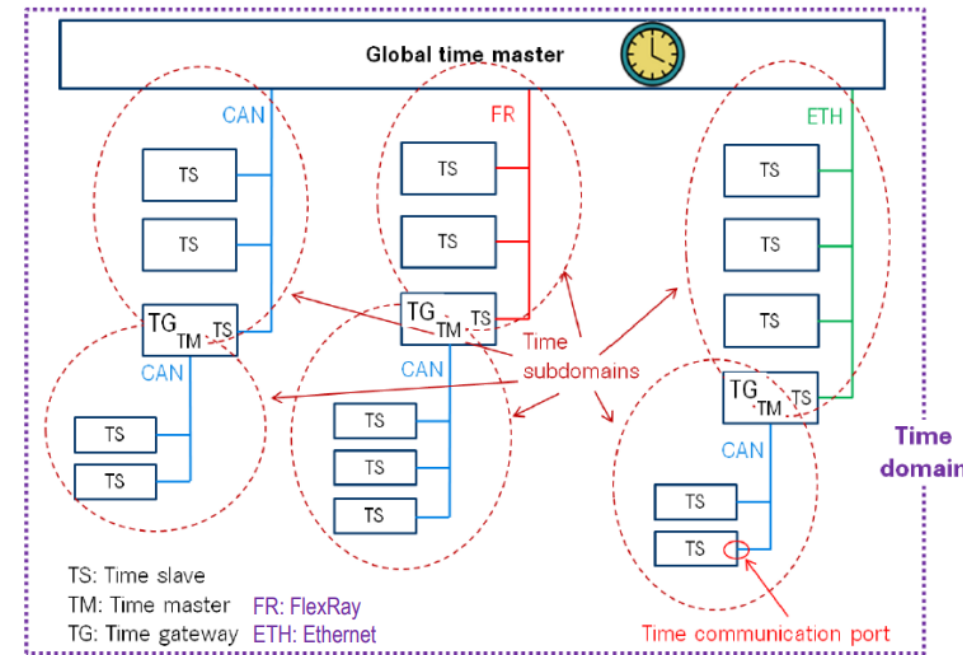 Global time master
CAN
FR
ETH
TS
TS
TS
TS
TS
TS
TS
TG
TM
TS
TG
TM
TS
Time
subdomains
TG
TM
TS
CAN
CAN
CAN
TS
TS
TS
TS
TS
TS
TS
Time
domain
TS: Time slave
TM: Time master FR: FlexRay
TG: Time gateway ETH: Ethernet
Time communication port